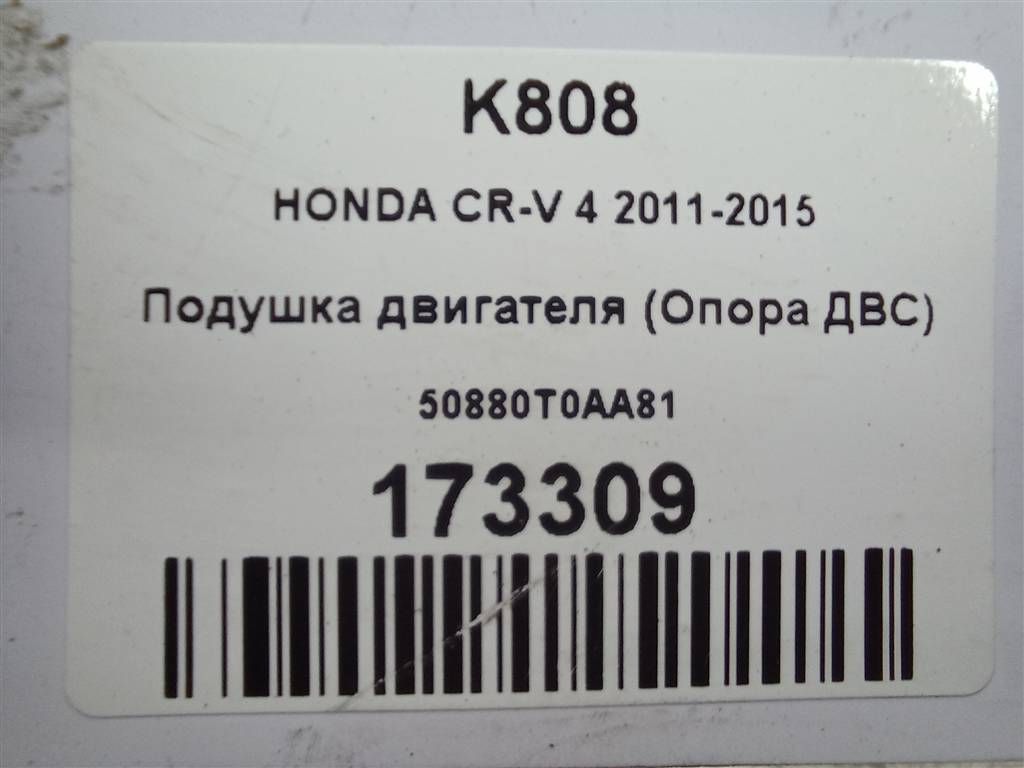 K808
HONDA CR-V 4 2011-2015
Подушка двигателя (Опора ДВС)
50880T0AA81
173309